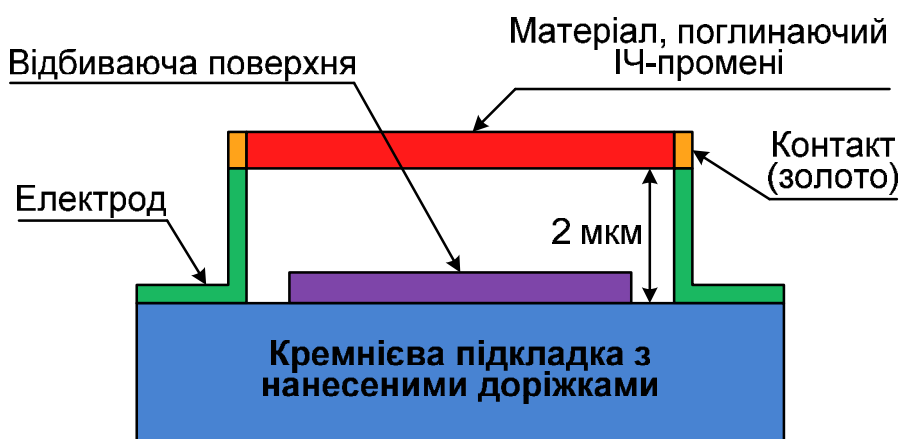 Матеріал, поглинаючий
ІЧ-промені
Відбиваюча поверхня
Контакт
(золото)
Електрод
2 мкм
Кремнієва підкладка з
нанесеними доріжками